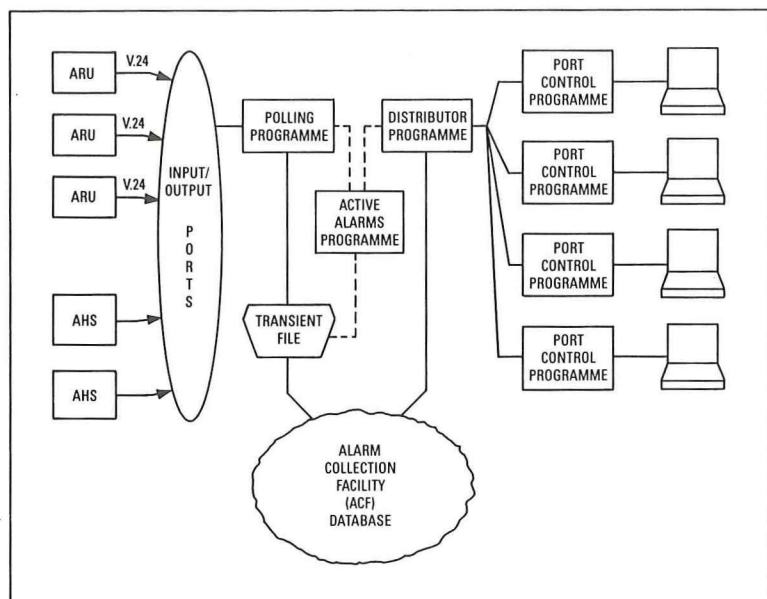 ARU
V.24
ARU
V.24
ARU
V.24
AHS
AHS
INPUT/
OUTPUT
P
O
R
T
S
POLLING
PROGRAMME
DISTRIBUTOR
PROGRAMME
ACTIVE
ALARMS
PROGRAMME
TRANSIENT
FILE
ALARM
COLLECTION
FACILITY
(ACF)
DATABASE
PORT
CONTROL
PROGRAMME
PORT
CONTROL
PROGRAMME
PORT
CONTROL
PROGRAMME
PORT
CONTROL
PROGRAMME